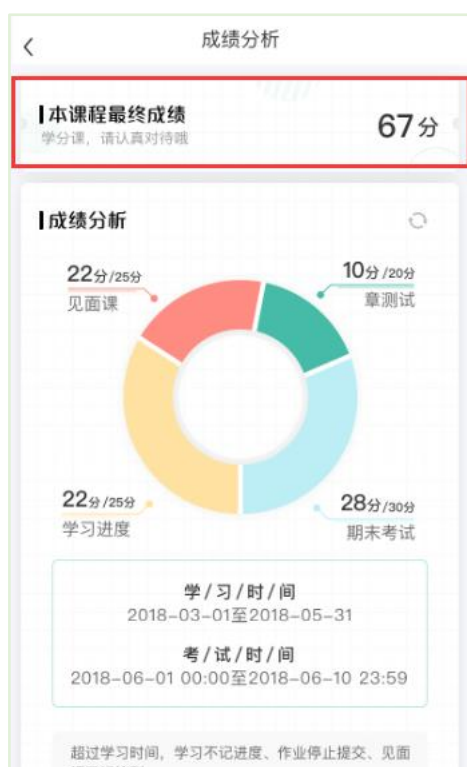 成绩分析
本课程最终成绩
学分课，请认真对待哦
67分
成绩分析
22分/25分
见面课
10分/20分
章测试
22分/25分
学习进度
28分/30分
期末考试
学/习/时/间
2018-03-01至2018-05-31
考/试/时/间
2018-06-01 00:00至2018-06-10 23:59
超过学习时间，学习不记进度、作业停止提交、见面